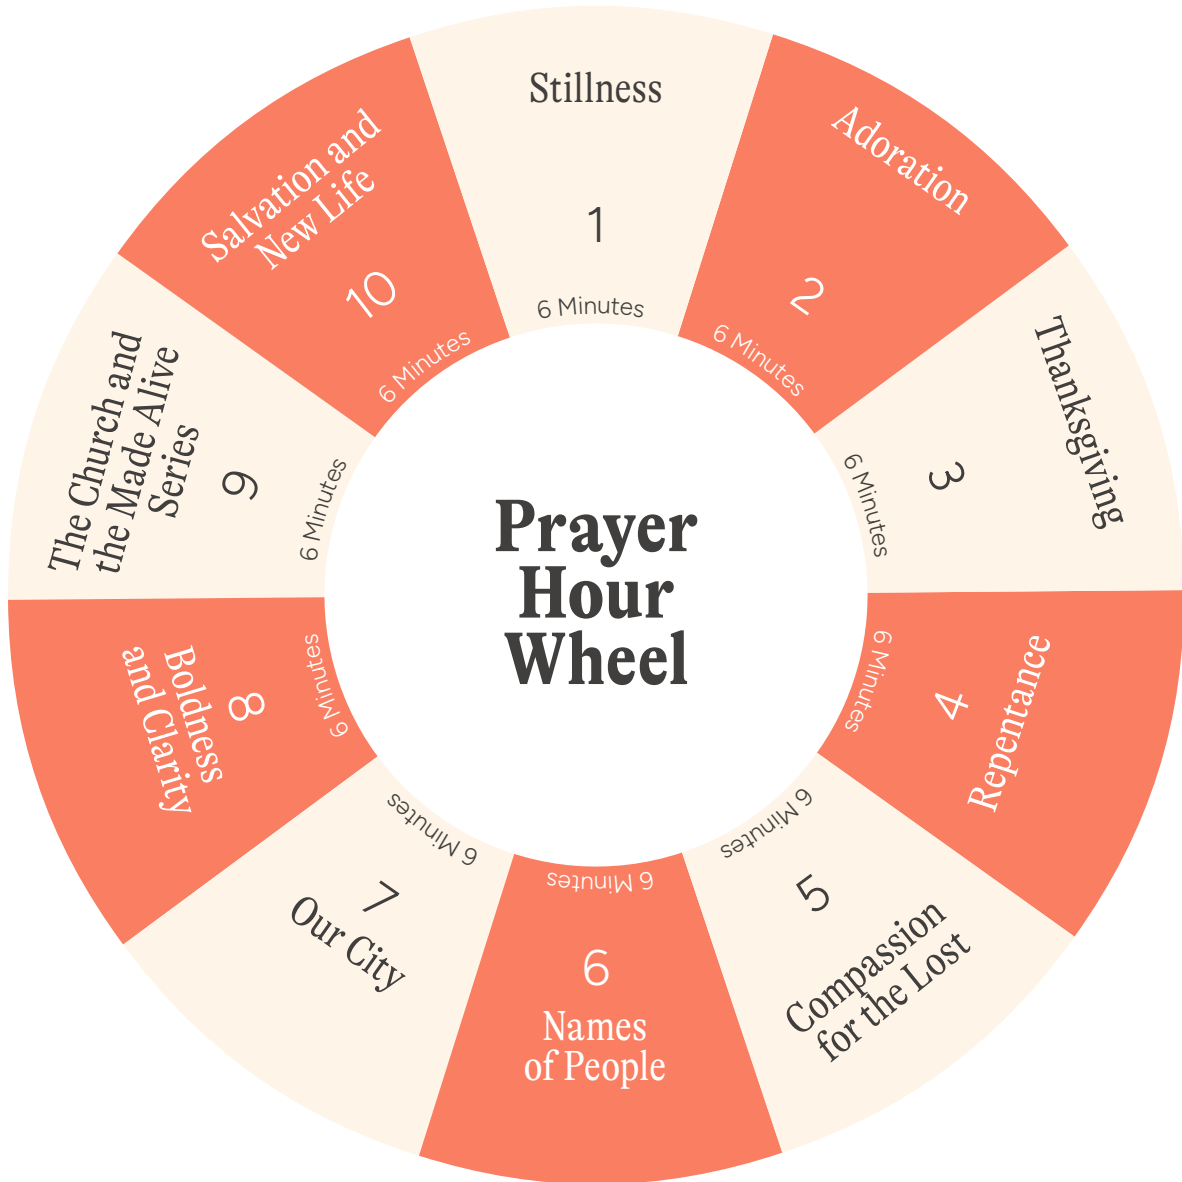 Prayer
Hour
Wheel
Stillness
1
6 Minutes
Adoration
2
6 Minutes
Thanksgiving
3
6 Minutes
Repentance
4
6 Minutes
Compassion
for the Lost
5
6 Minutes
Names
of People
6
6 Minutes
Our City
7
6 Minutes
Boldness
and Clarity
8
6 Minutes
The Church and
the Made Alive
Series
9
6 Minutes
Salvation and
New Life
10
6 Minutes